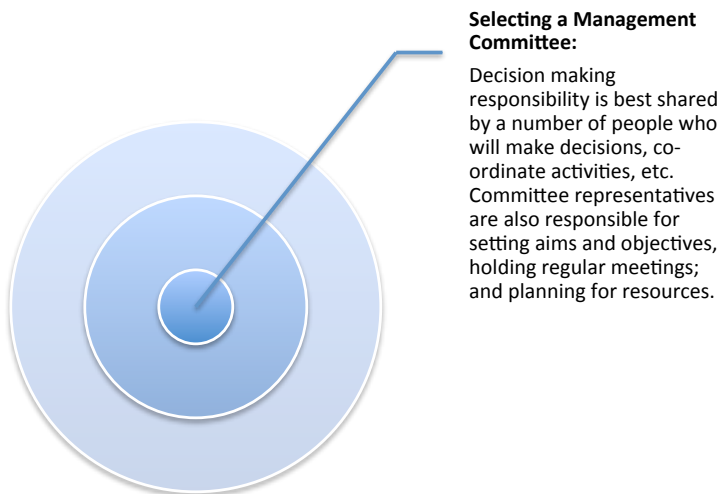 Selecting a Management
Committee:
Decision making
responsibility is best shared
by a number of people who
will make decisions, co-
ordinate activities, etc.
Committee representatives
are also responsible for
setting aims and objectives,
holding regular meetings;
and planning for resources.